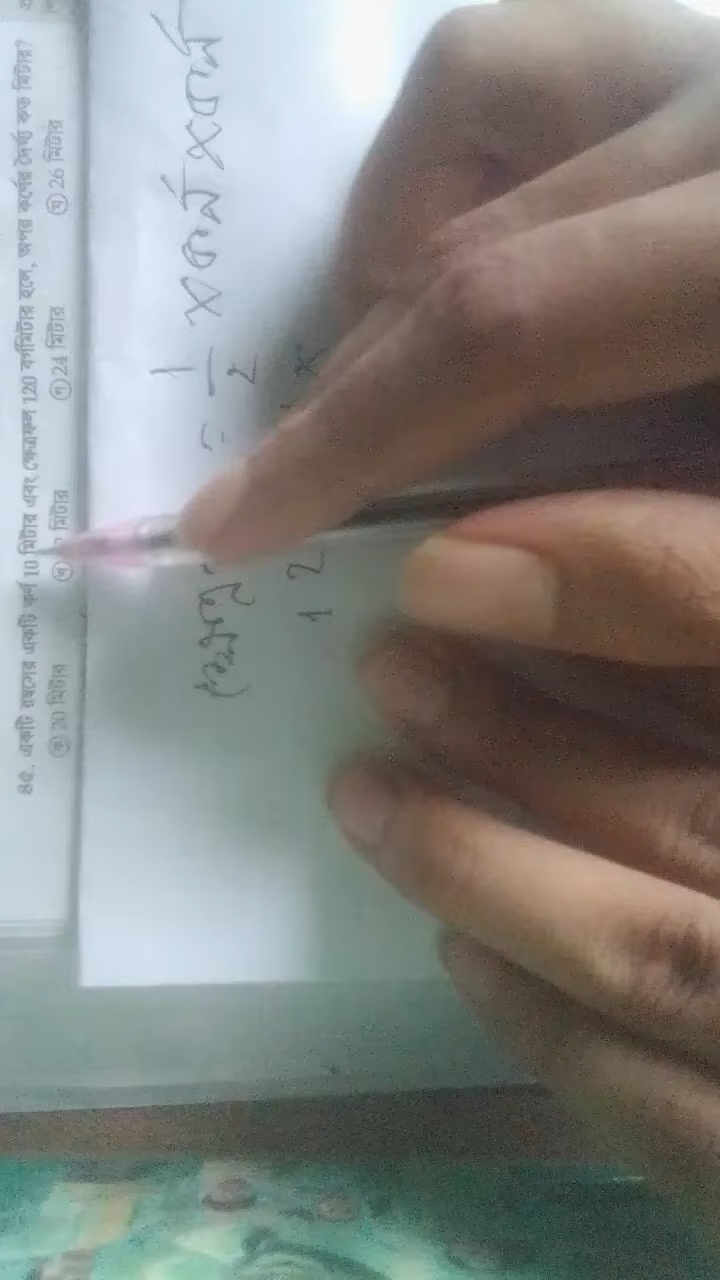 ৪৫. একটি রম্বসের একটি কর্ণ 10 মিটার এবং ক্ষেত্রফল 120 বর্গমিটার হলে, অপর কর্ণের দৈর্ঘ্য কত মিটার?
ক 20 মিটার খ মিটার গ 24 মিটার ঘ 26 মিটার
= 1/2 × কর্ণ × কর্ণ
12